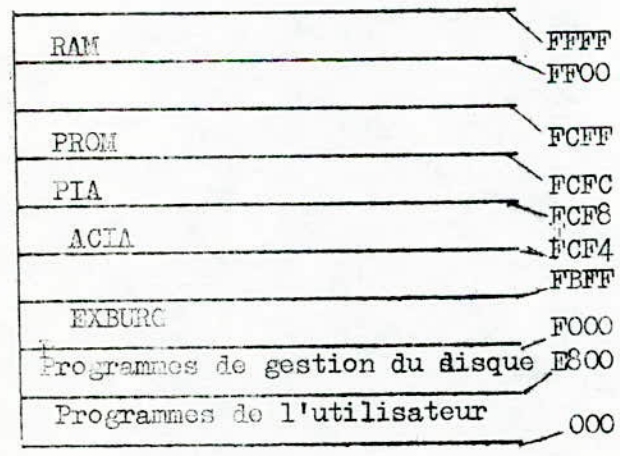 FFFF
RAM
FF00
FCFF
PROM
FCFC
PIA
FCF8
ACIA
FCF4
FBFF
EXBURG
F000
Programmes de gestion du disque E800
Programmes de l'utilisateur
000